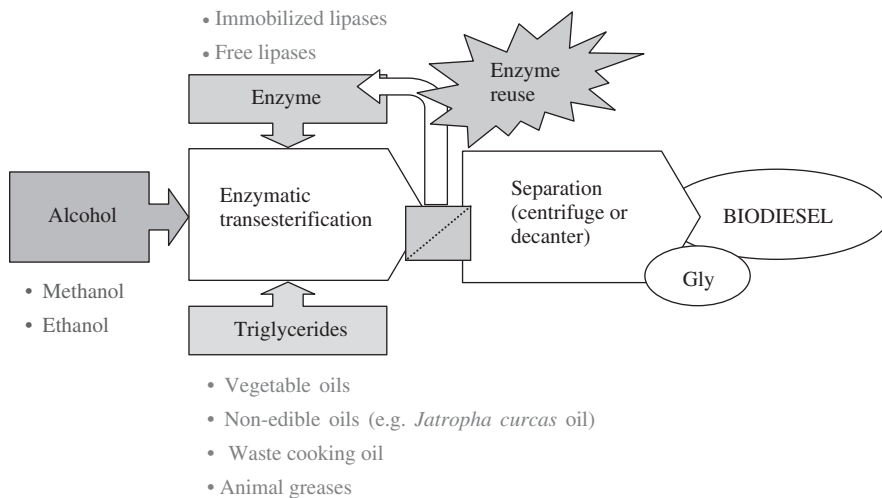 • Immobilized lipases
• Free lipases
Enzyme
reuse
Enzyme
Alcohol
Enzymatic
transesterification
Separation
(centrifuge or
decanter)
BIODIESEL
Gly
• Methanol
• Ethanol
Triglycerides
• Vegetable oils
• Non-edible oils (e.g. Jatropha curcas oil)
• Waste cooking oil
• Animal greases